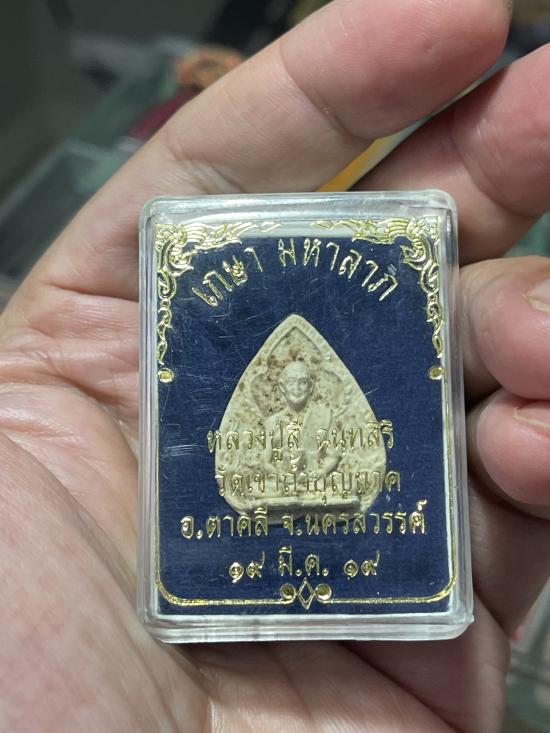 เกษา มหาลาภ
หลวงปู่สี ฉนฺทสิริ
วัดเขาถ้ำบุญนาค
อ.ตาคลี จ.นครสวรรค์
๑๙ มี.ค. ๑๙